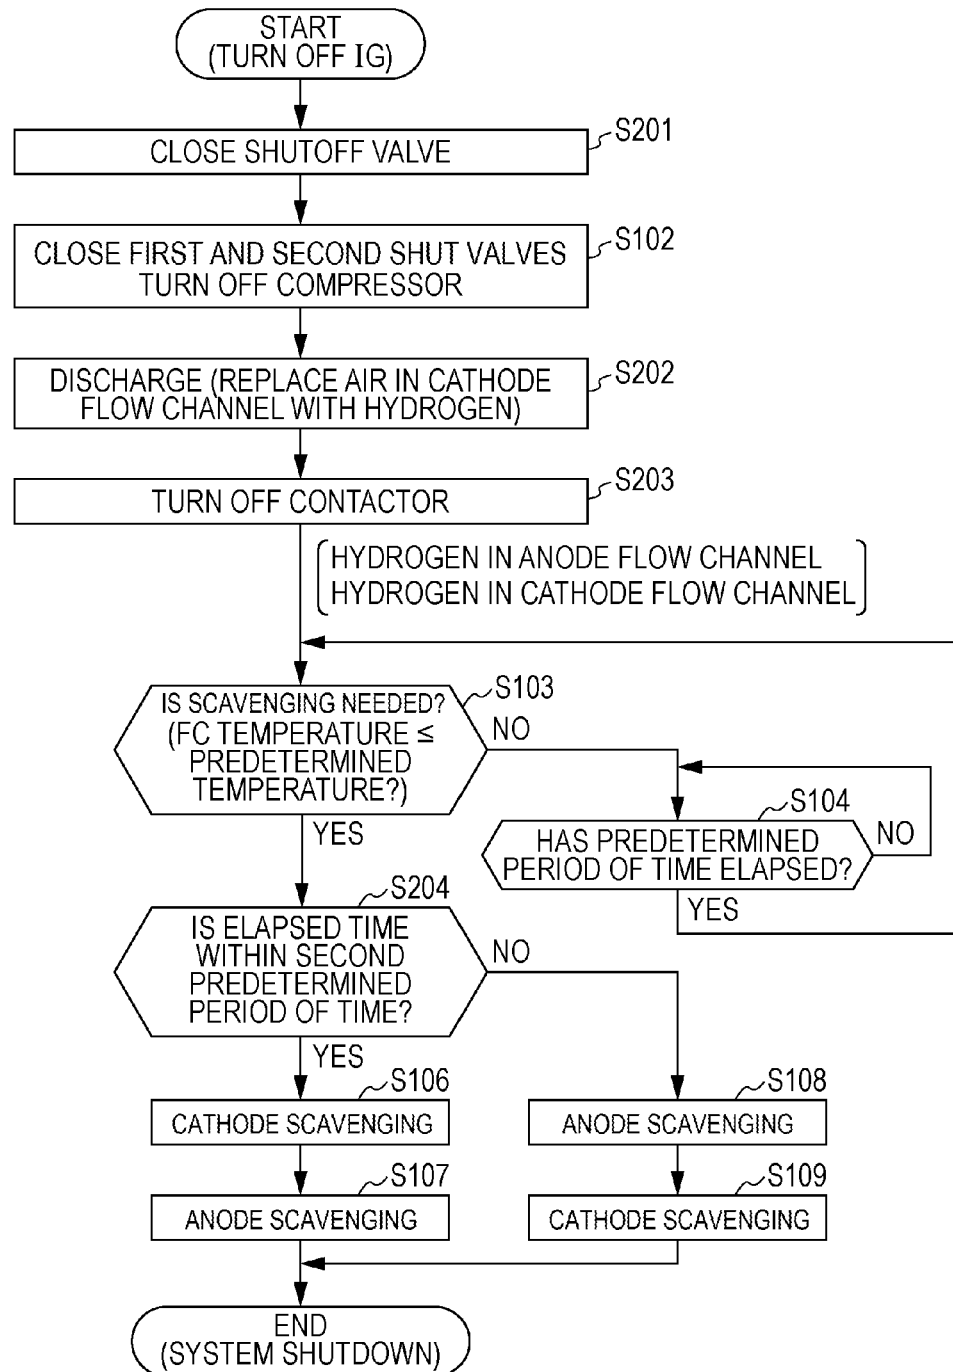 START
(TURN OFF IG)
S201
CLOSE SHUTOFF VALVE
S102
CLOSE FIRST AND SECOND SHUT VALVES
TURN OFF COMPRESSOR
S202
DISCHARGE (REPLACE AIR IN CATHODE
FLOW CHANNEL WITH HYDROGEN)
S203
TURN OFF CONTACTOR
HYDROGEN IN ANODE FLOW CHANNEL
HYDROGEN IN CATHODE FLOW CHANNEL
S103
IS SCAVENGING NEEDED?
(FC TEMPERATURE ≤
PREDETERMINED
TEMPERATURE?)
NO
YES
S104
HAS PREDETERMINED
PERIOD OF TIME ELAPSED?
NO
YES
S204
IS ELAPSED TIME
WITHIN SECOND
PREDETERMINED
PERIOD OF TIME?
NO
YES
S106
CATHODE SCAVENGING
S108
ANODE SCAVENGING
S107
ANODE SCAVENGING
S109
CATHODE SCAVENGING
END
(SYSTEM SHUTDOWN)